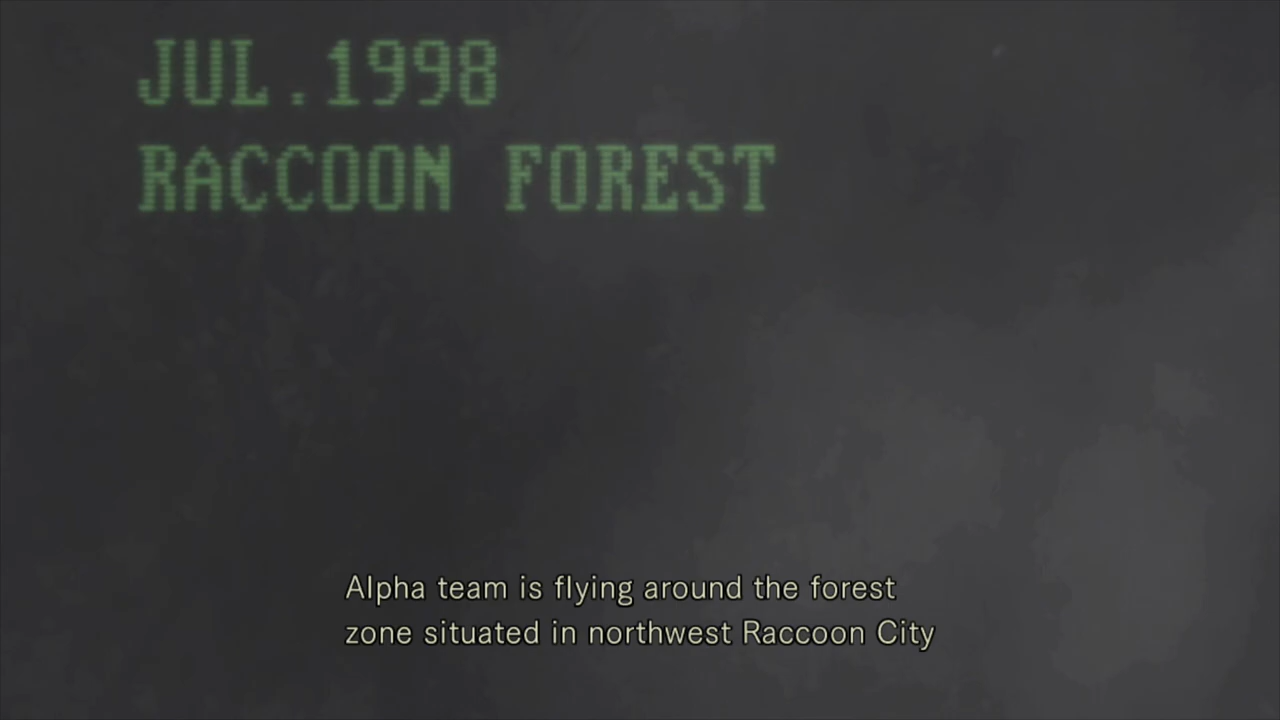 JUL.1998
RACCOON FOREST
Alpha team is flying around the forest
zone situated in northwest Raccoon City